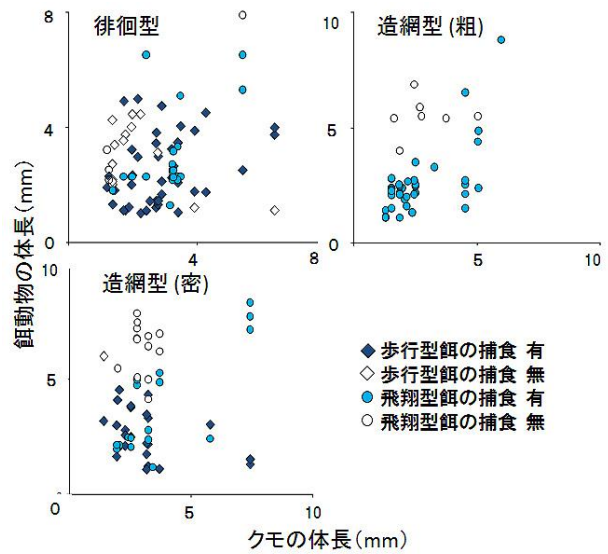 徘徊型
8
4
0
4
8
造網型 (粗)
10
5
0
5
10
餌動物の体長 (mm)
造網型 (密)
10
5
0
5
10
クモの体長 (mm)
歩行型餌の捕食 有
歩行型餌の捕食 無
飛翔型餌の捕食 有
飛翔型餌の捕食 無